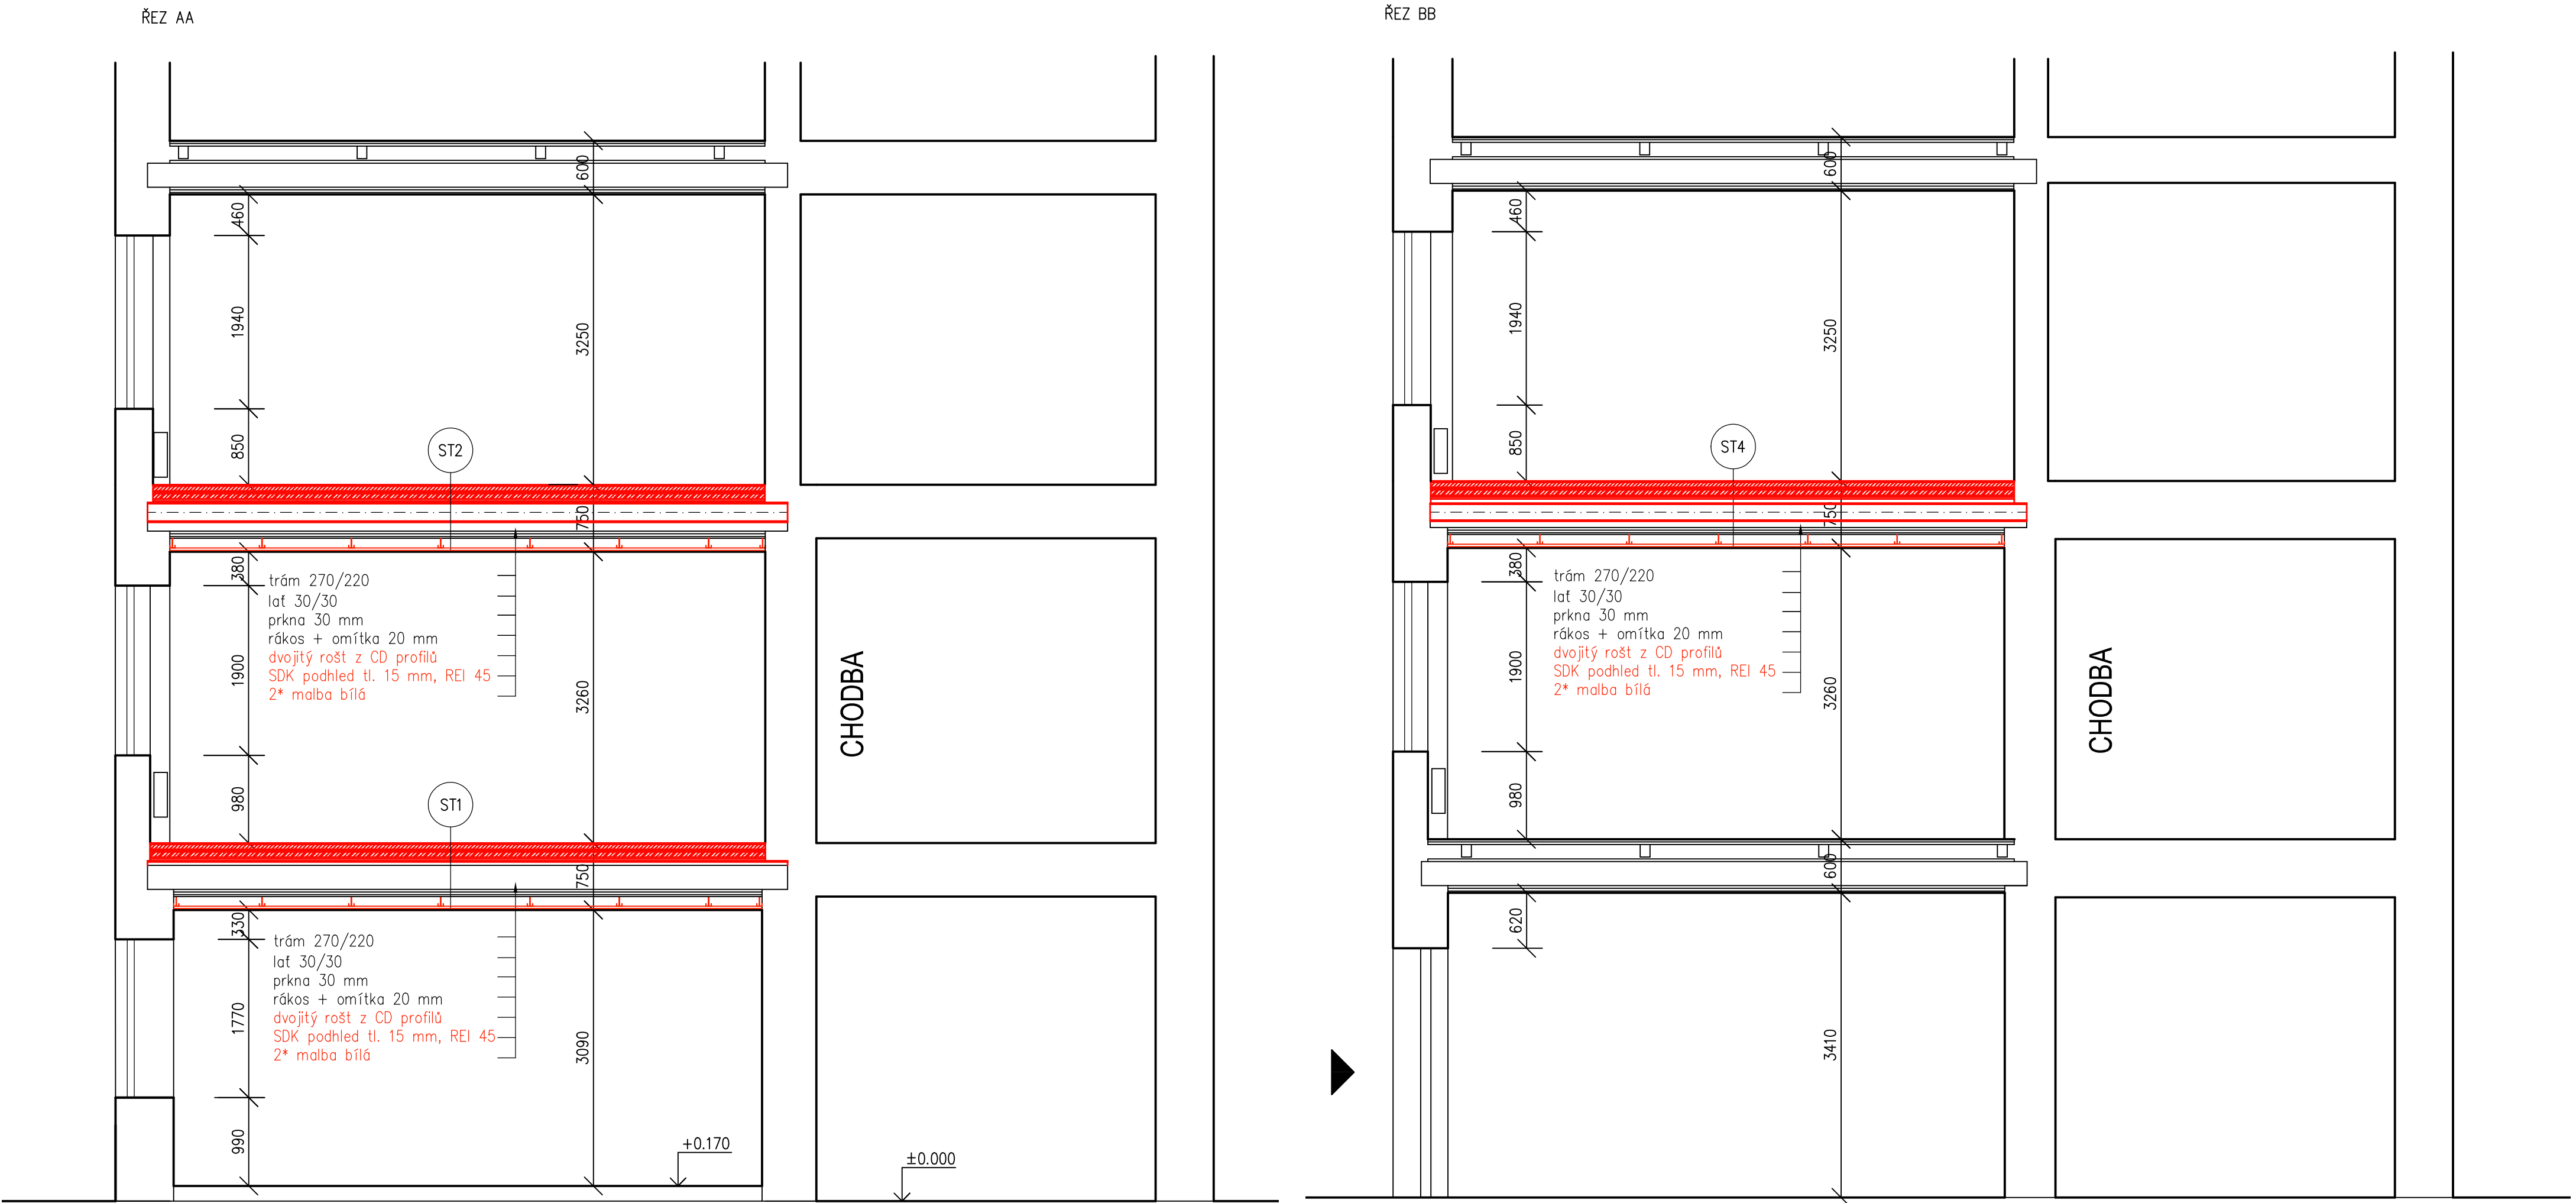 ŘEZ AA
600
460
1940
3250
850
ST2
750
380
trám 270/220
lať 30/30
prkna 30 mm
rákos + omítka 20 mm
dvojitý rošt z CD profilů
SDK podhled tl. 15 mm, REI 45
2* malba bílá
1900
3260
CHODBA
980
ST1
750
330
trám 270/220
lať 30/30
prkna 30 mm
rákos + omítka 20 mm
dvojitý rošt z CD profilů
SDK podhled tl. 15 mm, REI 45
2* malba bílá
1770
3090
990
+0.170
±0.000
ŘEZ BB
600
460
1940
3250
850
ST4
750
380
trám 270/220
lať 30/30
prkna 30 mm
rákos + omítka 20 mm
dvojitý rošt z CD profilů
SDK podhled tl. 15 mm, REI 45
2* malba bílá
1900
3260
CHODBA
980
600
620
3410